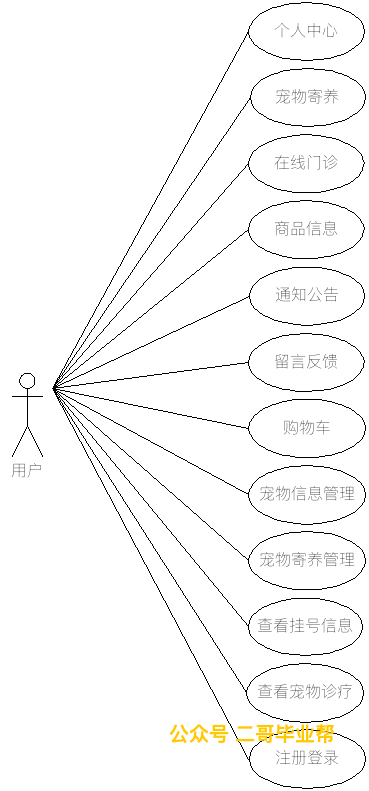 个人中心
宠物寄养
在线门诊
商品信息
通知公告
留言反馈
购物车
宠物信息管理
用户
宠物寄养管理
查看挂号信息
查看宠物诊疗
公众号 二哥毕业帮
注册登录